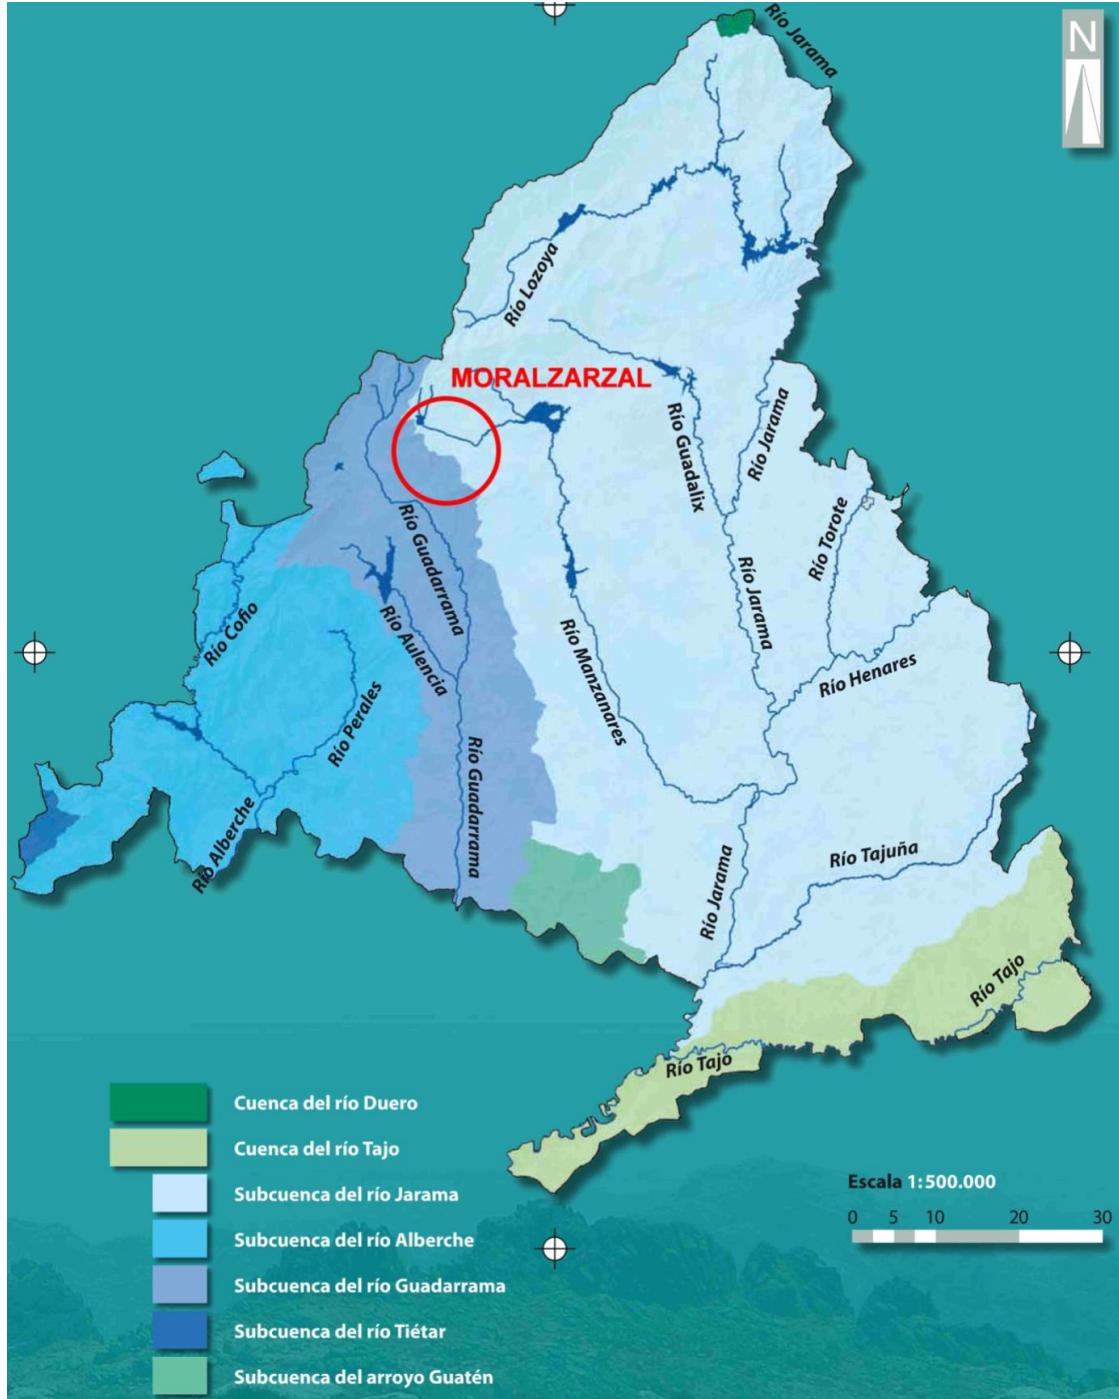 Río Jarama
N
Río Lozoya
MORALZARZAL
Río Guadalix
Río Jarama
Río Torote
Río Guadarrama
Río Cofio
Río Aulencia
Río Jarama
Río Manzanares
Río Henares
Río Perales
Río Guadarrama
Río Alberche
Río Jarama
Río Tajuña
Río Tajo
Río Tajo
Cuenca del río Duero
Cuenca del río Tajo
Subcuenca del río Jarama
Subcuenca del río Alberche
Subcuenca del río Guadarrama
Subcuenca del río Tiétar
Subcuenca del arroyo Guatén
Escala 1:500.000
0 5 10 20 30